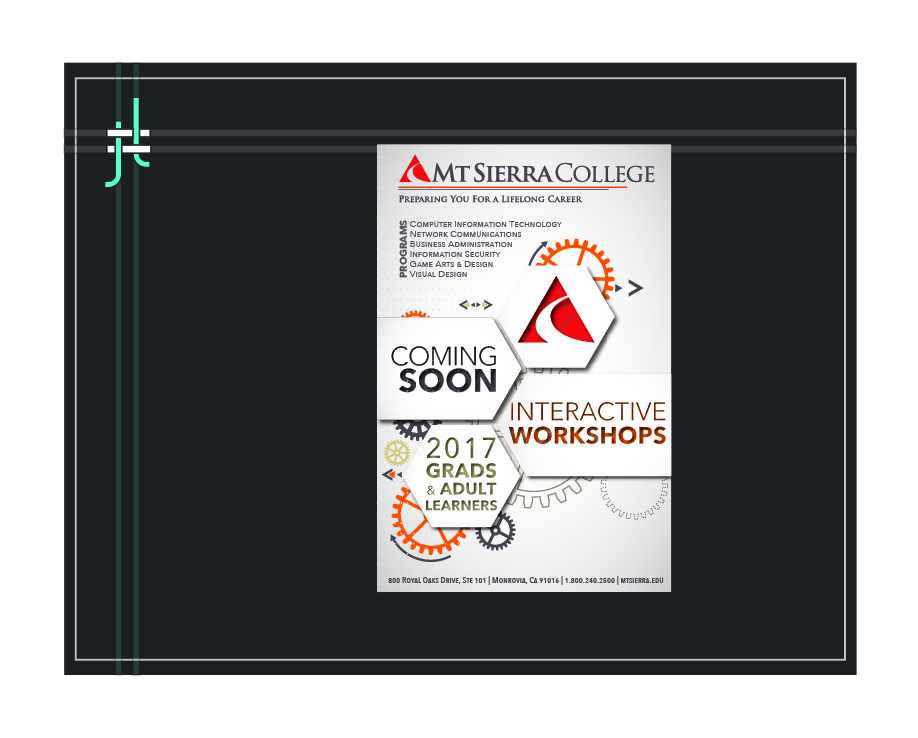 jt
MT SIERRA COLLEGE
PREPARING YOU FOR A LIFELONG CAREER
PROGRAMS
COMPUTER INFORMATION TECHNOLOGY
NETWORK COMMUNICATIONS
BUSINESS ADMINISTRATION
INFORMATION SECURITY
GAME ARTS & DESIGN
VISUAL DESIGN
COMING
SOON
INTERACTIVE
WORKSHOPS
2017
GRADS
& ADULT
LEARNERS
800 ROYAL OAKS DRIVE, STE 101 | MONROVIA, CA 91016 | 1.800.240.2500 | MTSIERRA.EDU